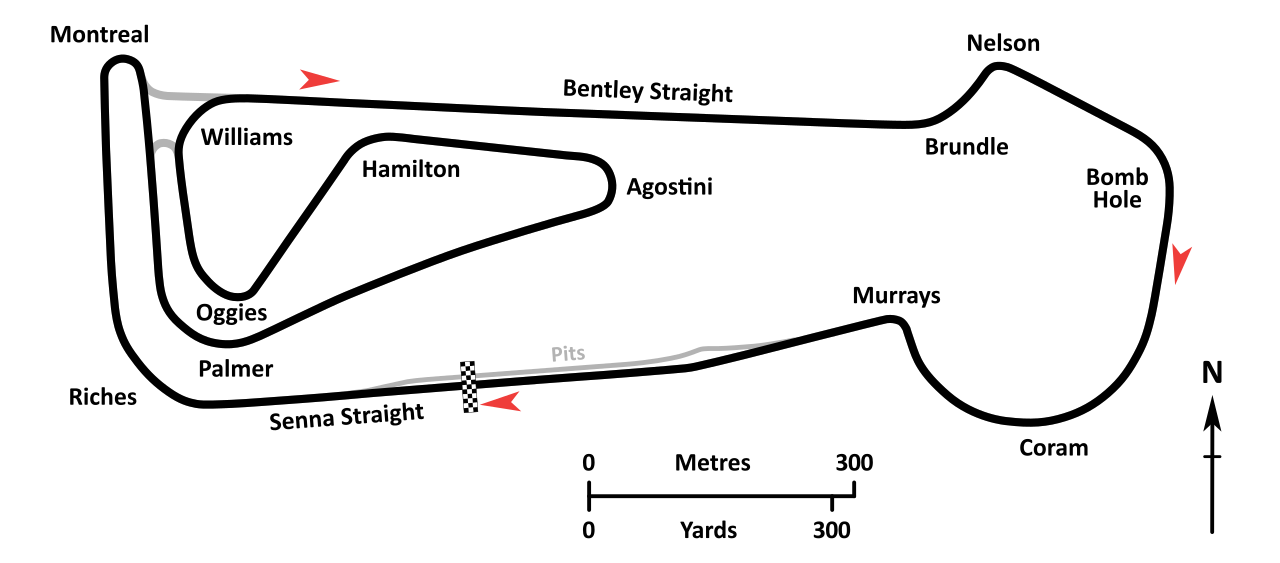 Montreal
Nelson
Bentley Straight
Williams
Brundle
Hamilton
Agostini
Bomb
Hole
Murrays
Oggies
Pits
Palmer
Riches
Senna Straight
N
Coram
0 Metres 300
0 Yards 300